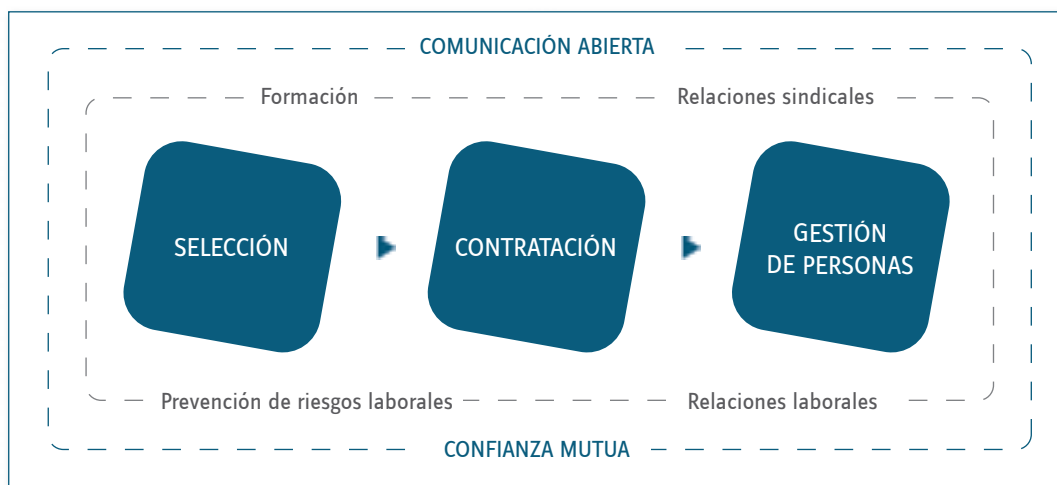 COMUNICACIÓN ABIERTA
Formación
Relaciones sindicales
SELECCIÓN
CONTRATACIÓN
GESTIÓN
DE PERSONAS
Prevención de riesgos laborales
Relaciones laborales
CONFIANZA MUTUA